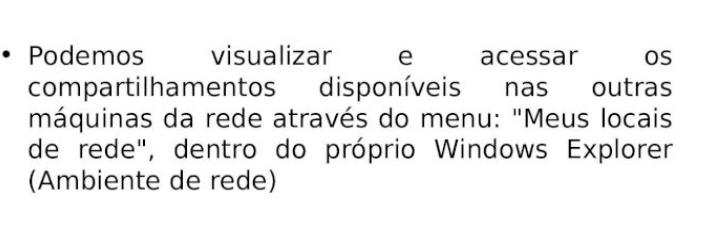 • Podemos visualizar e acessar os
compartilhamentos disponíveis nas outras
máquinas da rede através do menu: "Meus locais
de rede", dentro do próprio Windows Explorer
(Ambiente de rede)